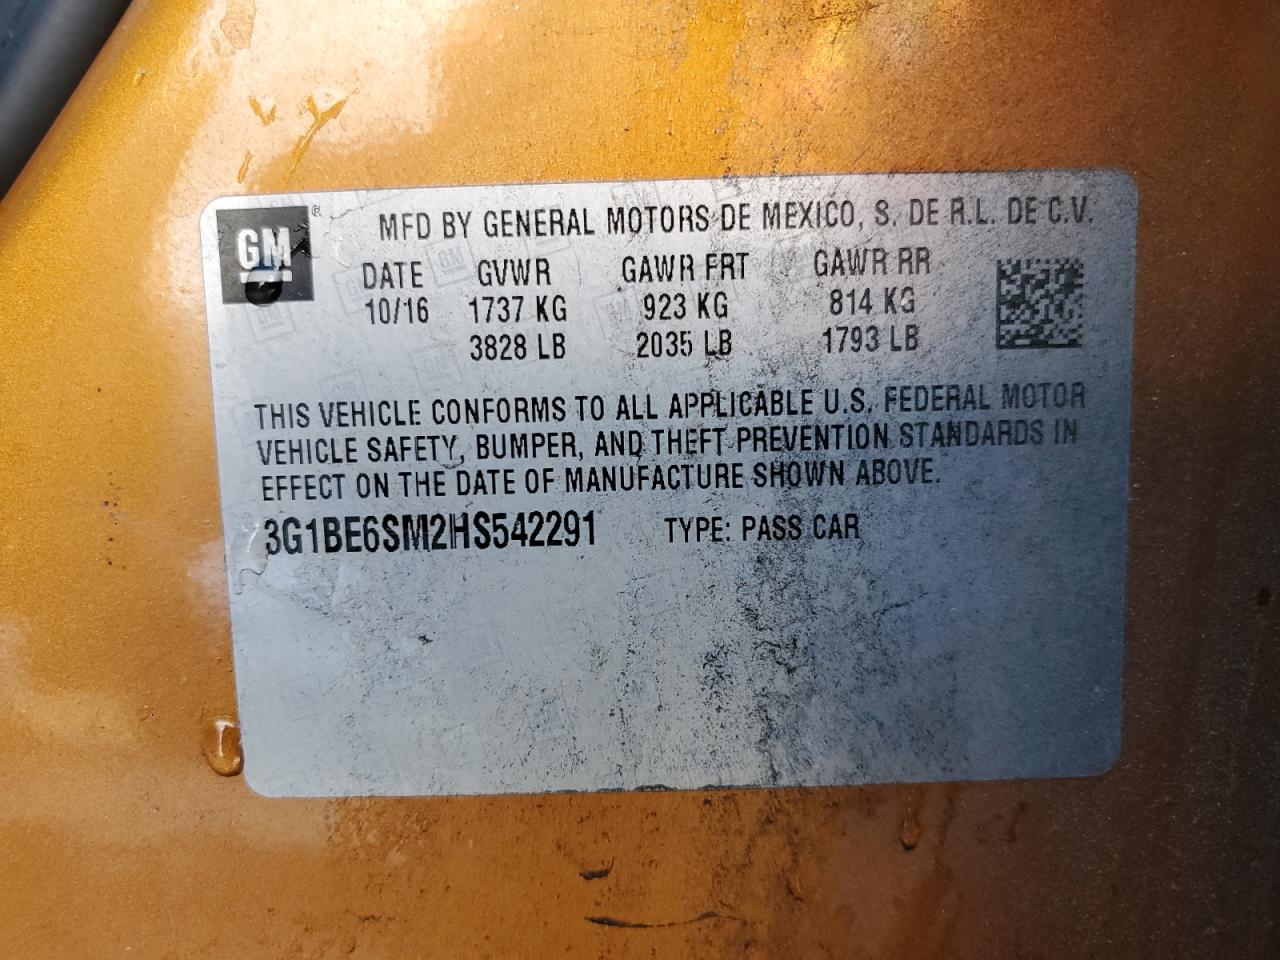 GM ®
MFD BY GENERAL MOTORS DE MEXICO, S. DE R.L. DE C.V.
DATE GVWR GAWR FRT GAWR RR
10/16 1737 KG 923 KG 814 KG
3828 LB 2035 LB 1793 LB
THIS VEHICLE CONFORMS TO ALL APPLICABLE U.S. FEDERAL MOTOR
VEHICLE SAFETY, BUMPER, AND THEFT PREVENTION STANDARDS IN
EFFECT ON THE DATE OF MANUFACTURE SHOWN ABOVE.
3G1BE6SM2HS542291 TYPE: PASS CAR